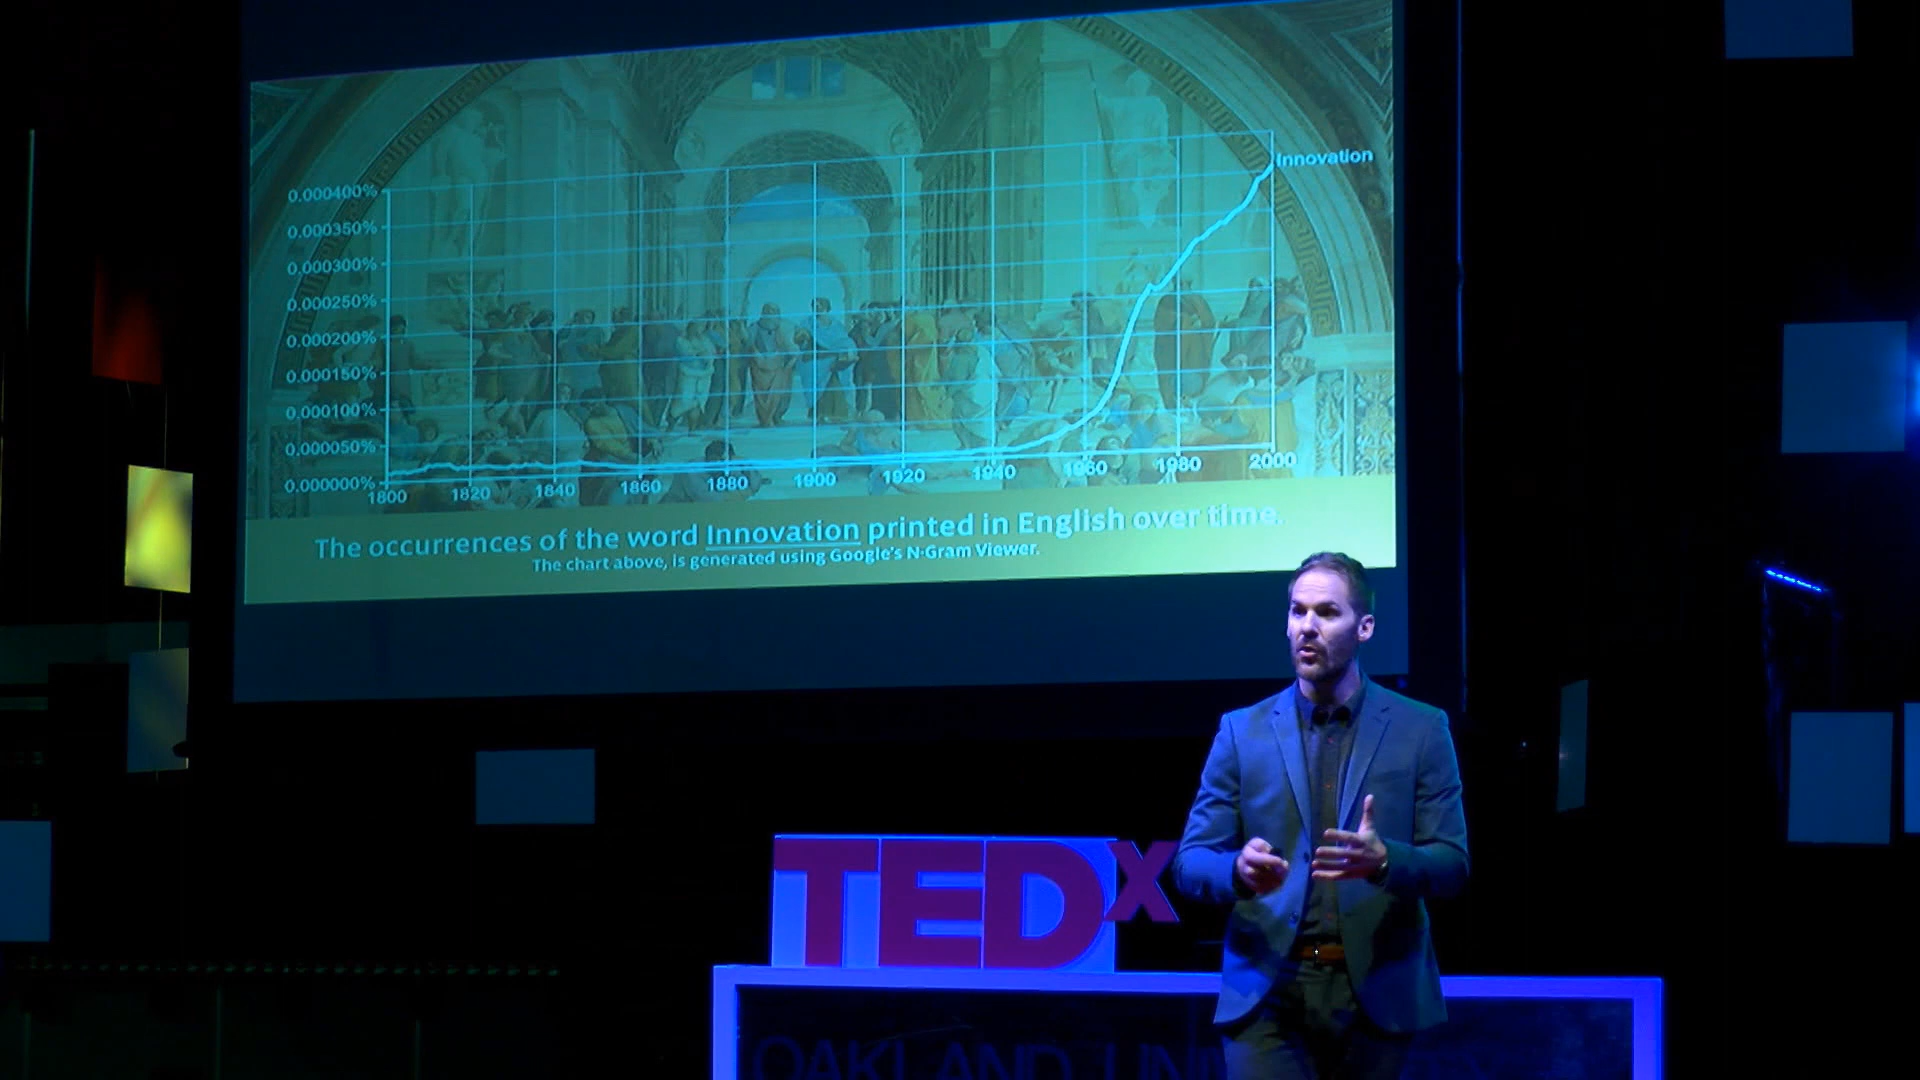 Innovation
0.000400%
0.000350%
0.000300%
0.000250%
0.000200%
0.000150%
0.000100%
0.000050%
0.000000%
1800 1820 1840 1860 1880 1900 1920 1940 1960 1980 2000
The occurrences of the word Innovation printed in English over time.
The chart above, is generated using Google's N-Gram Viewer.
TEDx
OAKLAND